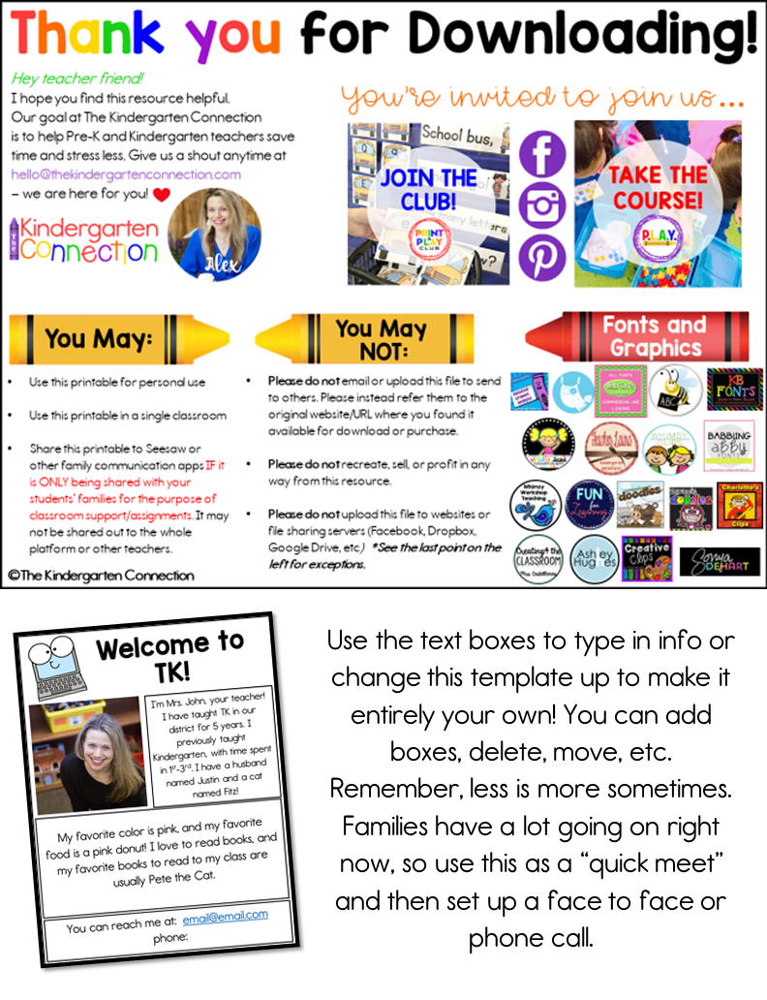 Thank you for Downloading!
Hey teacher friend!
I hope you find this resource helpful.
Our goal at The Kindergarten Connection
is to help Pre-K and Kindergarten teachers save
time and stress less. Give us a shout anytime at
hello@thekindergartenconnection.com
– we are here for you!
The Kindergarten
Connection
Alex
You're invited to join us...
School bus,
JOIN THE
CLUB!
many letters
PRINT
PLAY
CLUB
TAKE THE
COURSE!
P.L.A.Y.
You May:
• Use this printable for personal use
• Use this printable in a single classroom
• Share this printable to Seesaw or
other family communication apps IF it
is ONLY being shared with your
students' families for the purpose of
classroom support/assignments. It may
not be shared out to the whole
platform or other teachers.
©The Kindergarten Connection
You May
NOT:
• Please do not email or upload this file to send
to others. Please instead refer them to the
original website/URL where you found it
available for download or purchase.
• Please do not recreate, sell, or profit in any
way from this resource.
• Please do not upload this file to websites or
file sharing servers (Facebook, Dropbox,
Google Drive, etc.) *See the last point on the
left for exceptions.
Fonts and
Graphics
ABC
KB
FONTS
WHIMSY
BABBLING
abby
FONTS
Whimsy
Workshop
Teaching
FUN
for
Learning
doodles
Charlotte's
Clips
Creating4 the
CLASSROOM
Ashley
Hughes
Creative
Clips
Sonya
DEHART
Welcome to
TK!
I'm Mrs. John, your teacher!
I have taught TK in our
district for 5 years. I
previously taught
Kindergarten, with time spent
in 1st-3rd. I have a husband
named Justin and a cat
named Fitz!
My favorite color is pink, and my favorite
food is a pink donut! I love to read books, and
my favorite books to read to my class are
usually Pete the Cat.
You can reach me at: email@email.com
phone:
Use the text boxes to type in info or
change this template up to make it
entirely your own! You can add
boxes, delete, move, etc.
Remember, less is more sometimes.
Families have a lot going on right
now, so use this as a “quick meet”
and then set up a face to face or
phone call.